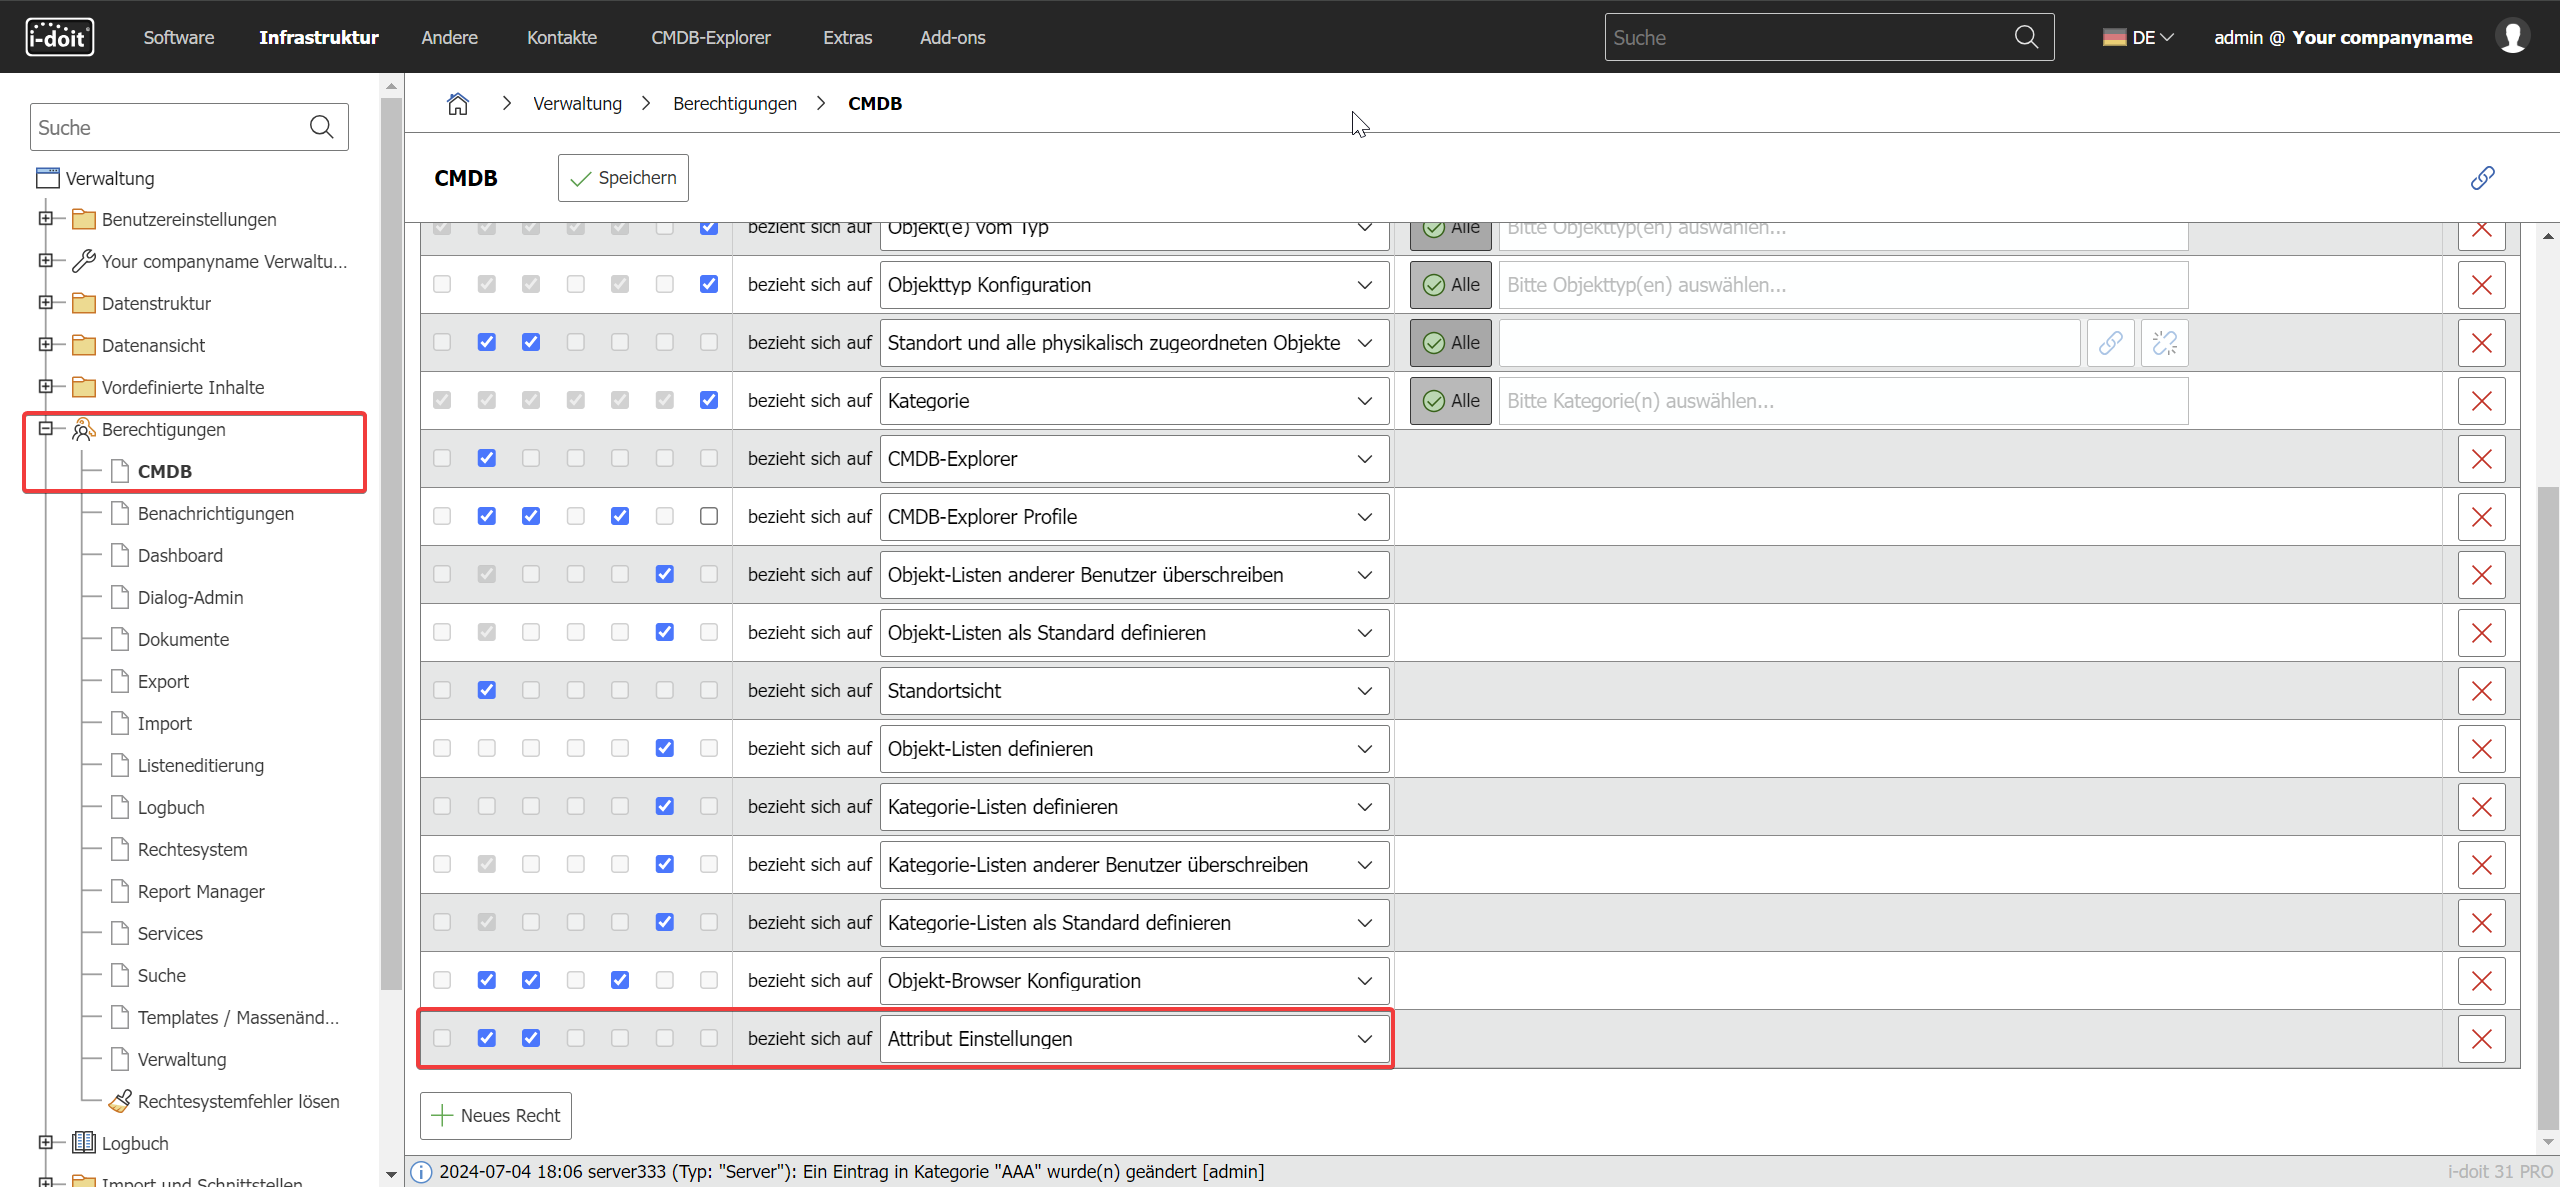 i-doit
Software
Infrastruktur
Andere
Kontakte
CMDB-Explorer
Extras
Add-ons
Suche
DE
admin @ Your companyname
Suche
Verwaltung
Benutzereinstellungen
Your companyname Verwaltu...
Datenstruktur
Datenansicht
Vordefinierte Inhalte
Berechtigungen
CMDB
Benachrichtigungen
Dashboard
Dialog-Admin
Dokumente
Export
Import
Listeneditierung
Logbuch
Rechtesystem
Report Manager
Services
Suche
Templates / Massenänd...
Verwaltung
Rechtesystemfehler lösen
Logbuch
Import und Schnittstellen
Verwaltung
Berechtigungen
CMDB
CMDB
Speichern
bezieht sich auf Objekt(e) vom Typ Alle Bitte Objekttyp(en) auswählen...
bezieht sich auf Objekttyp Konfiguration Alle Bitte Objekttyp(en) auswählen...
bezieht sich auf Standort und alle physikalisch zugeordneten Objekte Alle
bezieht sich auf Kategorie Alle Bitte Kategorie(n) auswählen...
bezieht sich auf CMDB-Explorer
bezieht sich auf CMDB-Explorer Profile
bezieht sich auf Objekt-Listen anderer Benutzer überschreiben
bezieht sich auf Objekt-Listen als Standard definieren
bezieht sich auf Standortsicht
bezieht sich auf Objekt-Listen definieren
bezieht sich auf Kategorie-Listen definieren
bezieht sich auf Kategorie-Listen anderer Benutzer überschreiben
bezieht sich auf Kategorie-Listen als Standard definieren
bezieht sich auf Objekt-Browser Konfiguration
bezieht sich auf Attribut Einstellungen
Neues Recht
2024-07-04 18:06 server333 (Typ: "Server"): Ein Eintrag in Kategorie "AAA" wurde(n) geändert [admin]
i-doit 31 PRO